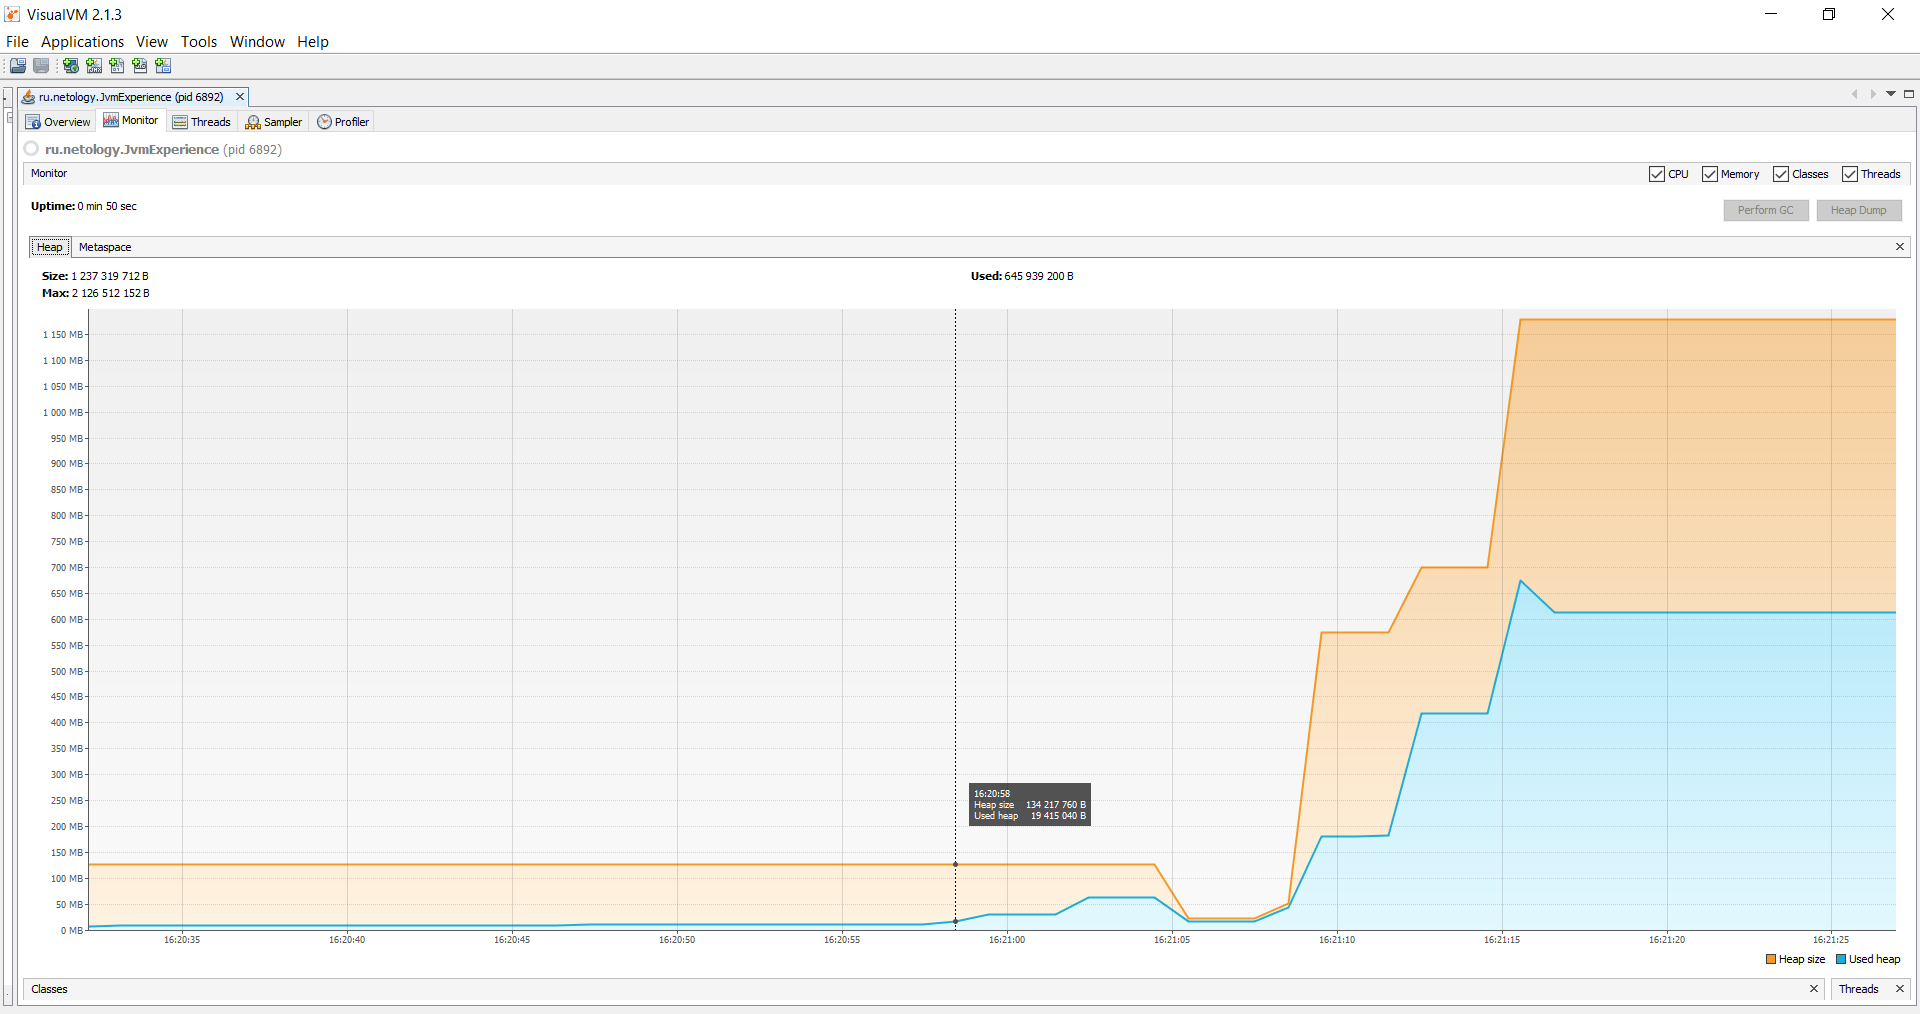 VisualVM 2.1.3
File Applications View Tools Window Help
ru.netology.JvmExperience (pid 6892)
Overview Monitor Threads Sampler Profiler
ru.netology.JvmExperience (pid 6892)
Monitor CPU Memory Classes Threads
Uptime: 0 min 50 sec
Perform GC Heap Dump
Heap Metaspace
Size: 1 237 319 712 B Used: 645 939 200 B
Max: 2 126 512 152 B
1 150 MB
1 100 MB
1 050 MB
1 000 MB
950 MB
900 MB
850 MB
800 MB
750 MB
700 MB
650 MB
600 MB
550 MB
500 MB
450 MB
400 MB
350 MB
300 MB
250 MB
200 MB
150 MB
100 MB
50 MB
0 MB
16:20:58
Heap size 134 217 760 B
Used heap 19 415 040 B
16:20:35 16:20:40 16:20:45 16:20:50 16:20:55 16:21:00 16:21:05 16:21:10 16:21:15 16:21:20 16:21:25
Heap size Used heap
Classes Threads